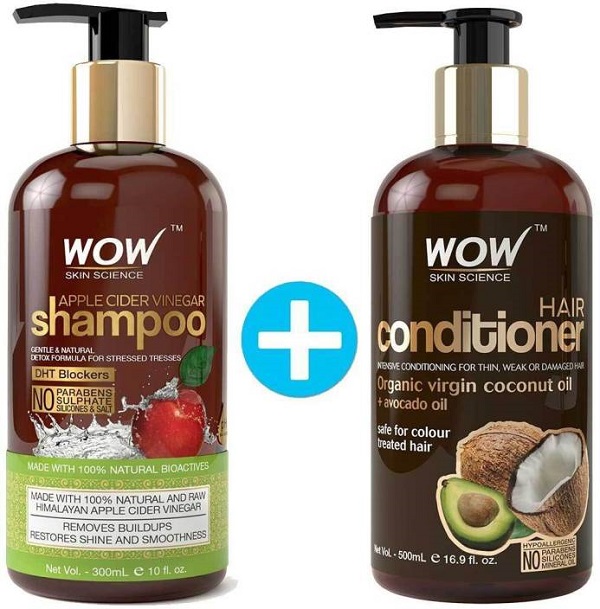 WOW™
SKIN SCIENCE
APPLE CIDER VINEGAR
shampoo
GENTLE & NATURAL
DETOX FORMULA FOR STRESSED TRESSES
DHT Blockers
NO PARABENS
SULPHATE
SILICONES & SALT
MADE WITH 100% NATURAL BIOACTIVES
MADE WITH 100% NATURAL AND RAW
HIMALAYAN APPLE CIDER VINEGAR
REMOVES BUILDUPS
RESTORES SHINE AND SMOOTHNESS
Net Vol. - 300mL e 10 fl. oz.
WOW™
SKIN SCIENCE
HAIR
conditioner
INTENSIVE CONDITIONING FOR THIN, WEAK OR DAMAGED HAIR
Organic virgin coconut oil
+ avocado oil
safe for colour
treated hair
Net Vol. - 500mL e 16.9 fl. oz.
HYPOALLERGENIC
NO PARABENS
SILICONES
MINERAL OIL